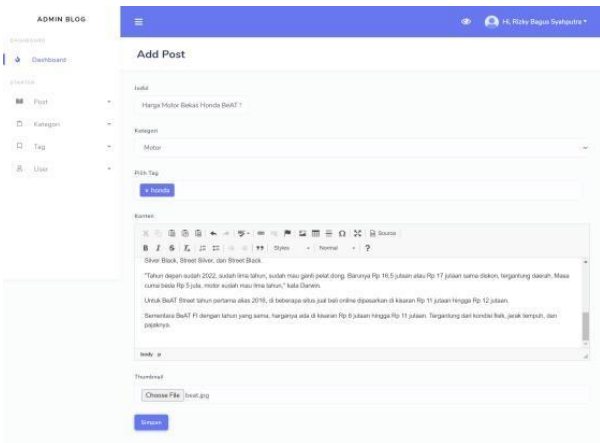 ADMIN BLOG
Hi, Rizky Bagus Syahputra
DASHBOARD
Dashboard
STARTER
Post
Kategori
Tag
User
Add Post
Judul
Harga Motor Bekas Honda BeAT ?
Kategori
Motor
Pilih Tag
× honda
Konten
Source
B I S
Styles
Normal
?
Silver Black, Street Silver, dan Street Black.
"Tahun depan sudah 2022, sudah lima tahun, sudah mau ganti pelat dong. Barunya Rp 16,5 jutaan atau Rp 17 jutaan sama diskon, tergantung daerah. Masa
cuma beda Rp 5 juta, motor sudah mau lima tahun," kata Darwin.
Untuk BeAT Street tahun pertama alias 2016, di beberapa situs jual beli online dipasarkan di kisaran Rp 11 jutaan hingga Rp 12 jutaan.
Sementara BeAT FI dengan tahun yang sama, harganya ada di kisaran Rp 8 jutaan hingga Rp 11 jutaan. Tergantung dari kondisi fisik, jarak tempuh, dan
pajaknya.
body p
Thumbnail
Choose File beat.jpg
Simpan